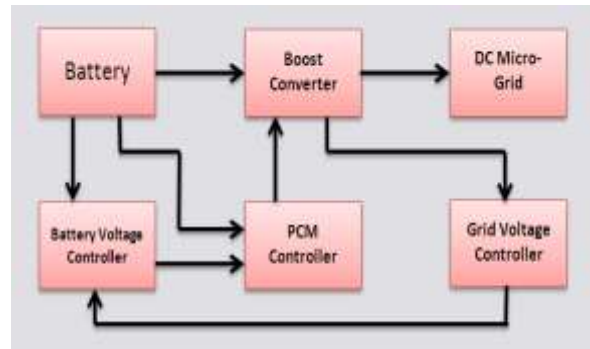 Battery
Boost
Converter
DC Micro-
Grid
Battery Voltage
Controller
PCM
Controller
Grid Voltage
Controller